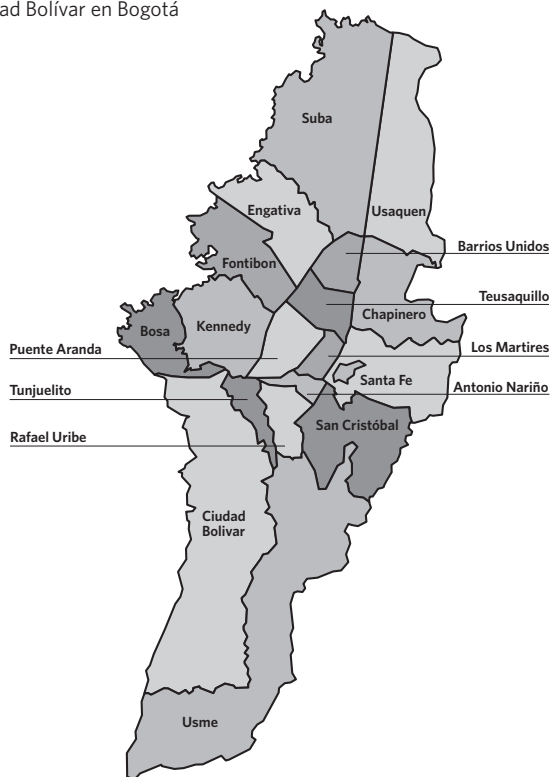 ad Bolívar en Bogotá
Suba
Engativa
Usaquen
Barrios Unidos
Fontibon
Teusaquillo
Chapinero
Bosa
Kennedy
Puente Aranda
Los Martires
Santa Fe
Tunjuelito
Antonio Nariño
San Cristóbal
Rafael Uribe
Ciudad
Bolivar
Usme